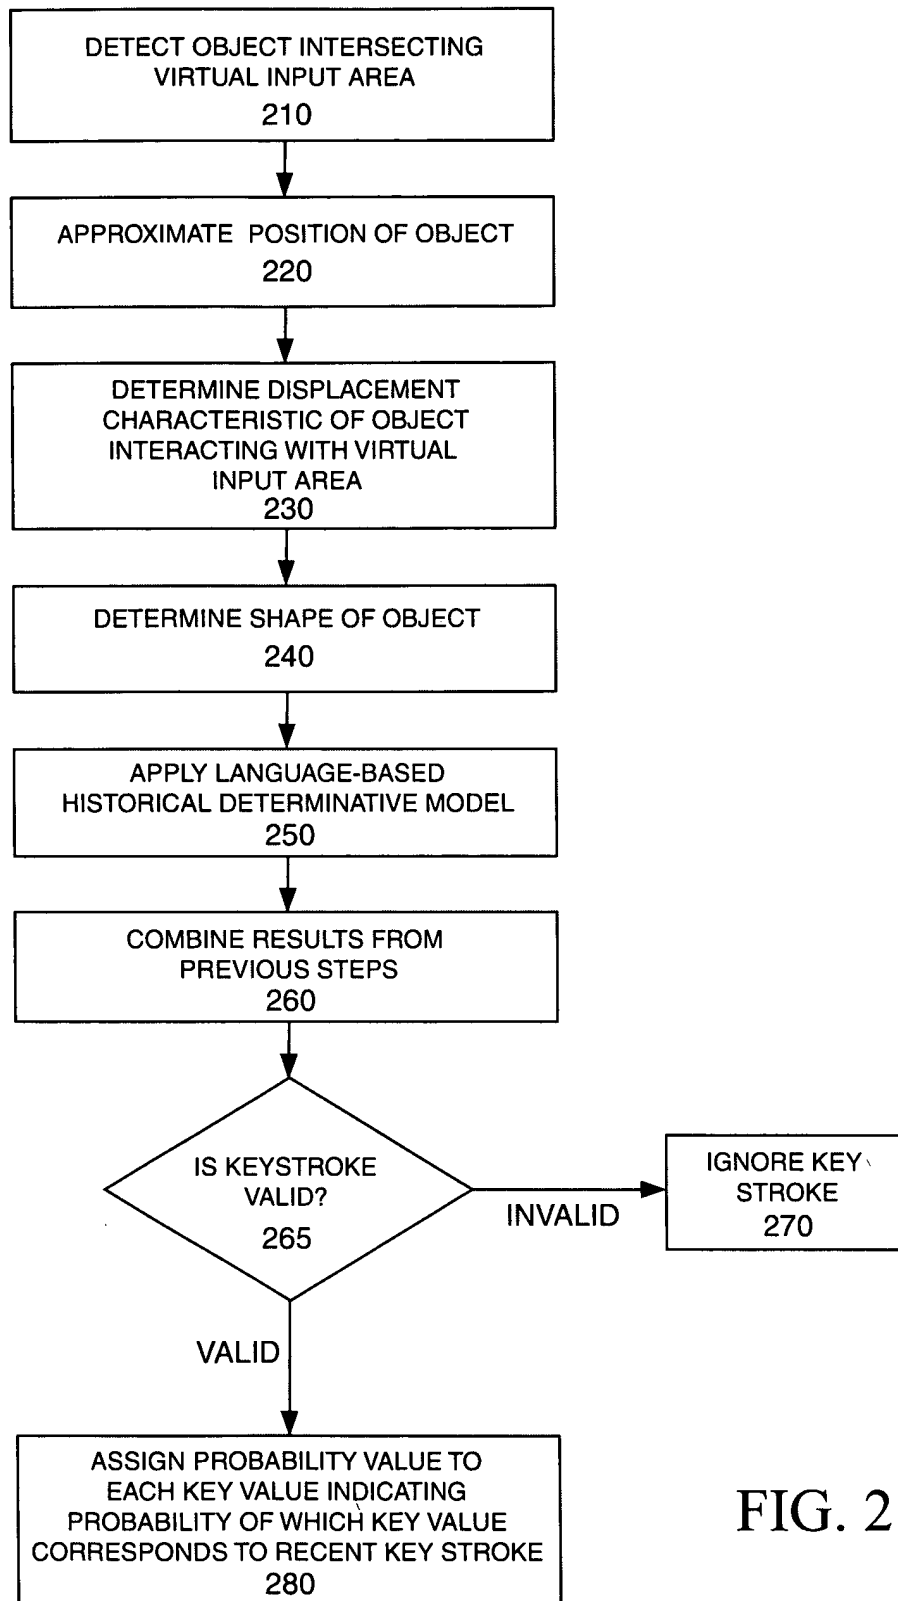 DETECT OBJECT INTERSECTING
VIRTUAL INPUT AREA
210
APPROXIMATE POSITION OF OBJECT
220
DETERMINE DISPLACEMENT
CHARACTERISTIC OF OBJECT
INTERACTING WITH VIRTUAL
INPUT AREA
230
DETERMINE SHAPE OF OBJECT
240
APPLY LANGUAGE-BASED
HISTORICAL DETERMINATIVE MODEL
250
COMBINE RESULTS FROM
PREVIOUS STEPS
260
IS KEYSTROKE
VALID?
265
INVALID
IGNORE KEY
STROKE
270
VALID
ASSIGN PROBABILITY VALUE TO
EACH KEY VALUE INDICATING
PROBABILITY OF WHICH KEY VALUE
CORRESPONDS TO RECENT KEY STROKE
280
FIG. 2